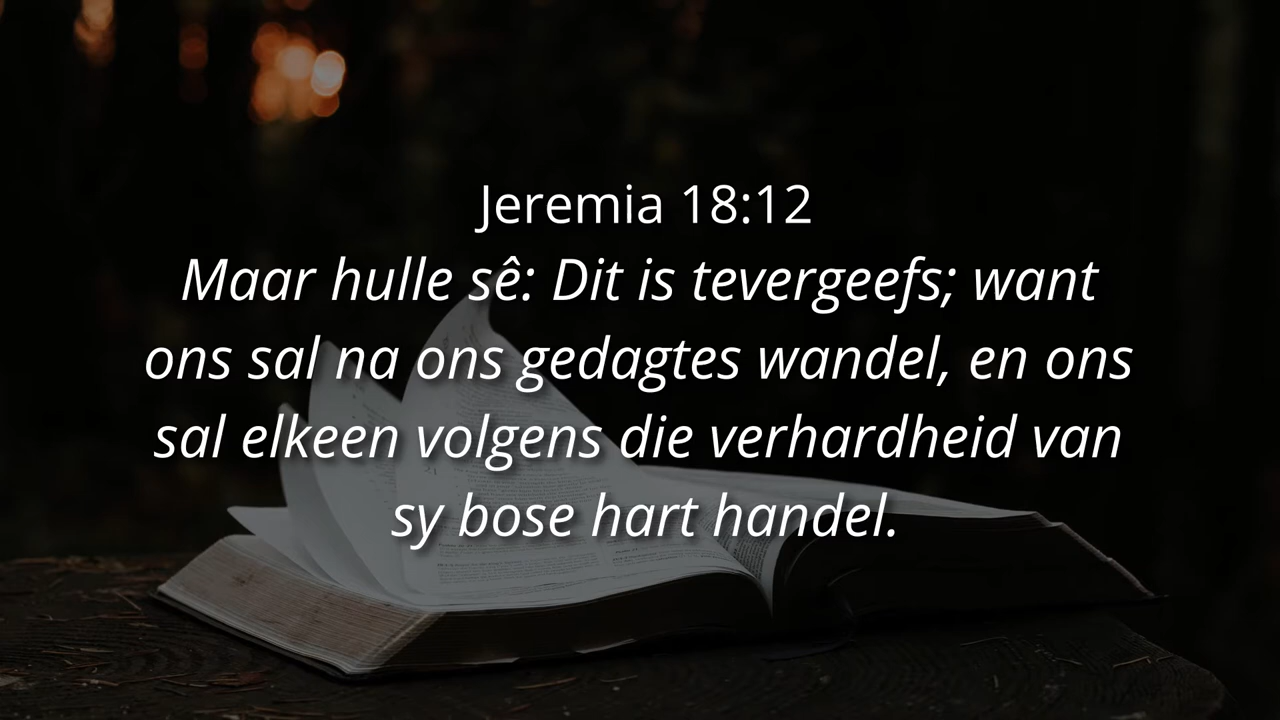 Jeremia 18:12
Maar hulle sê: Dit is tevergeefs; want
ons sal na ons gedagtes wandel, en ons
sal elkeen volgens die verhardheid van
sy bose hart handel.